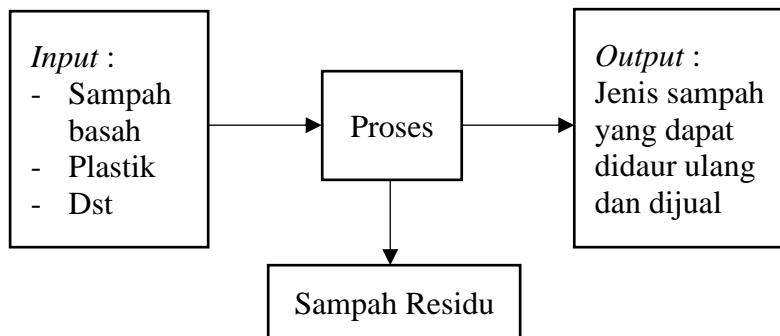 Input :
- Sampah
basah
- Plastik
- Dst
Proses
Output :
Jenis sampah
yang dapat
didaur ulang
dan dijual
Sampah Residu